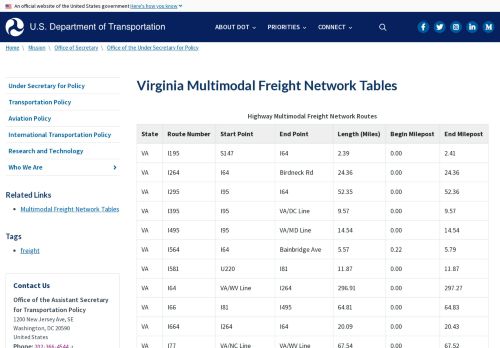 An official website of the United States government Here's how you know
U.S. Department of Transportation
ABOUT DOT
PRIORITIES
CONNECT
Home \ Mission \ Office of Secretary \ Office of the Under Secretary for Policy
Under Secretary for Policy
Transportation Policy
Aviation Policy
International Transportation Policy
Research and Technology
Who We Are
Related Links
Multimodal Freight Network Tables
Tags
freight
Contact Us
Office of the Assistant Secretary
for Transportation Policy
1200 New Jersey Ave, SE
Washington, DC 20590
United States
Phone: 202-366-4544
Virginia Multimodal Freight Network Tables
Highway Multimodal Freight Network Routes
State Route Number Start Point End Point Length (Miles) Begin Milepost End Milepost
VA I195 S147 I64 2.39 0.00 2.41
VA I264 I64 Birdneck Rd 24.36 0.00 24.36
VA I295 I95 I64 52.35 0.00 52.36
VA I395 I95 VA/DC Line 9.57 0.00 9.57
VA I495 I95 VA/MD Line 14.54 0.00 14.54
VA I564 I64 Bainbridge Ave 5.57 0.22 5.79
VA I581 U220 I81 11.87 0.00 11.87
VA I64 VA/WV Line I264 296.91 0.00 297.27
VA I66 I81 I495 64.81 0.00 64.83
VA I664 I264 I64 20.09 0.00 20.43
VA I77 VA/NC Line VA/WV Line 67.54 0.00 67.52